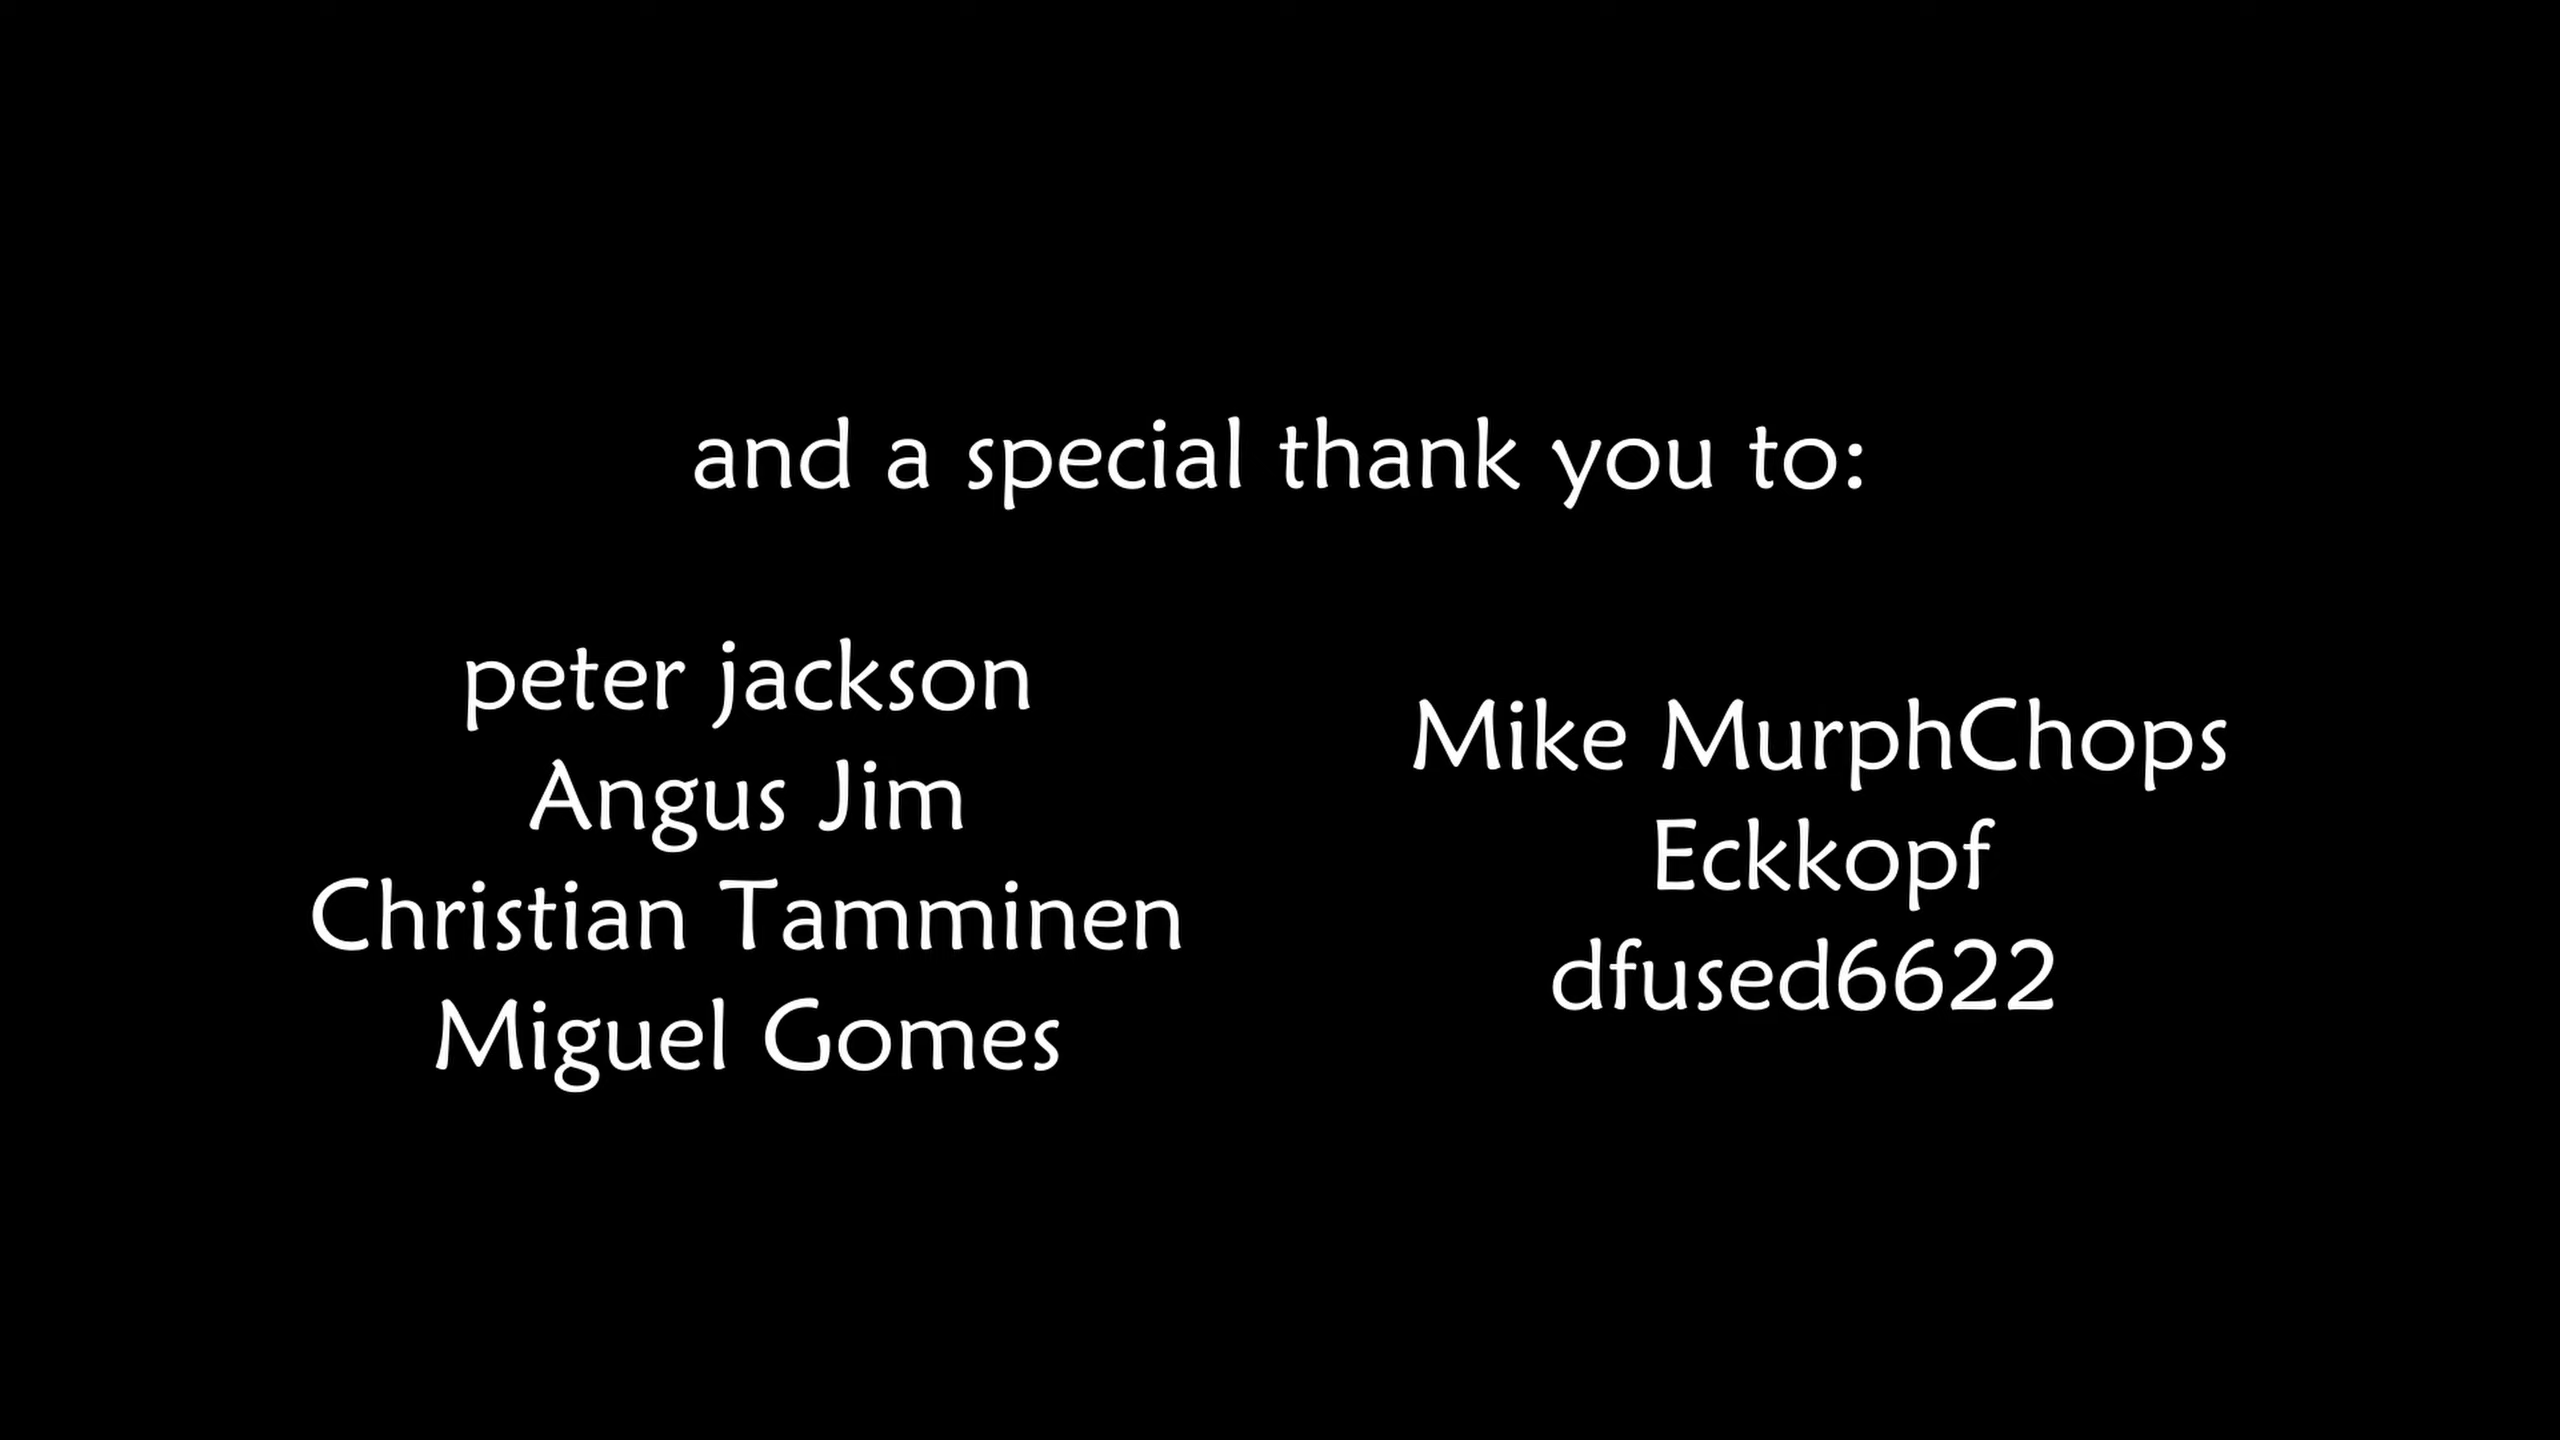 and a special thank you to:
peter jackson
Angus Jim
Christian Tamminen
Miguel Gomes
Mike MurphChops
Eckkopf
dfused6622